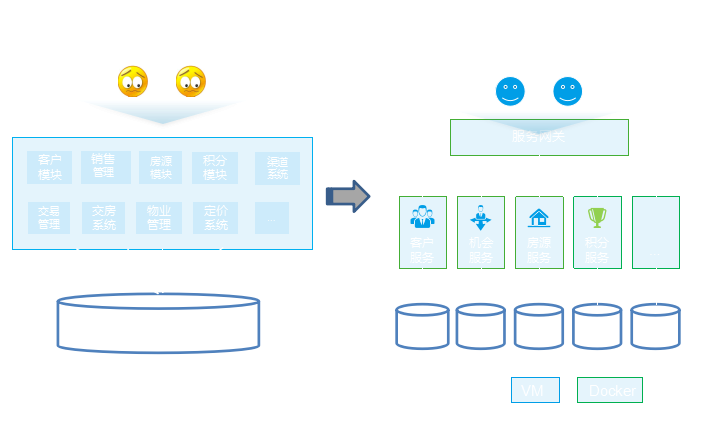 服务网关
客户
模块
销售
管理
房源
模块
积分
模块
渠道
系统
交易
管理
交房
系统
物业
管理
定价
系统
...
客户
服务
机会
服务
房源
服务
积分
服务
VM
Docker